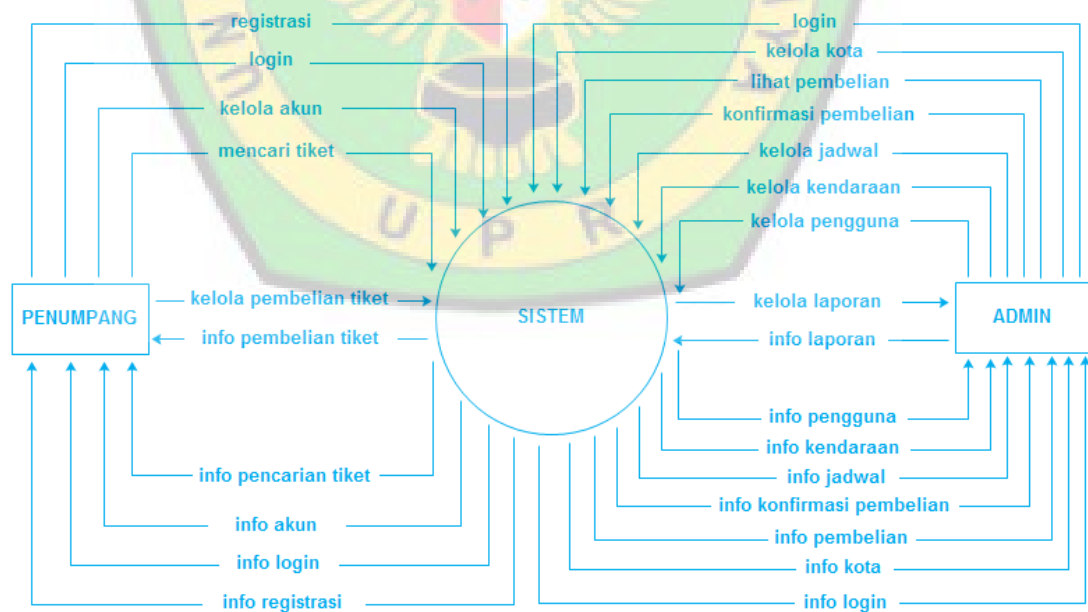 registrasi
login
kelola akun
mencari tiket
kelola pembelian tiket
info pembelian tiket
PENUMPANG
info pencarian tiket
info akun
info login
info registrasi
SISTEM
login
kelola kota
lihat pembelian
konfirmasi pembelian
kelola jadwal
kelola kendaraan
kelola pengguna
kelola laporan
info laporan
ADMIN
info pengguna
info kendaraan
info jadwal
info konfirmasi pembelian
info pembelian
info kota
info login
U P R